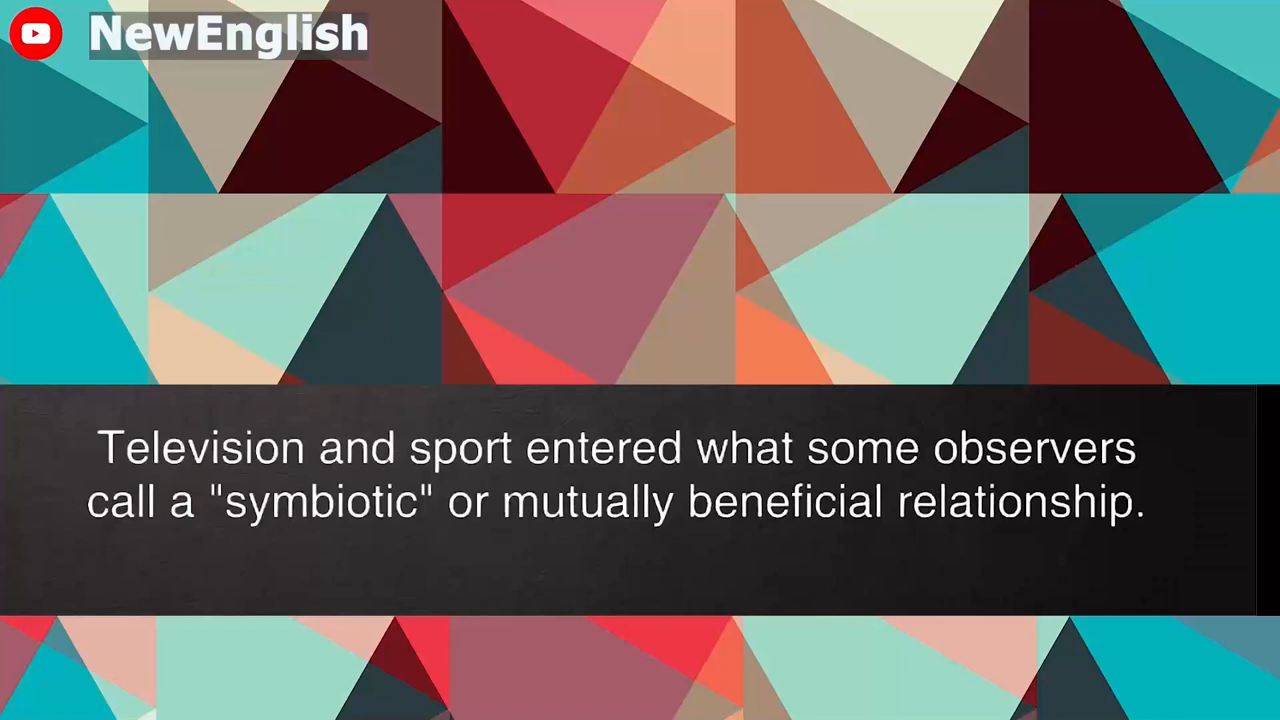 NewEnglish
Television and sport entered what some observers
call a "symbiotic" or mutually beneficial relationship.